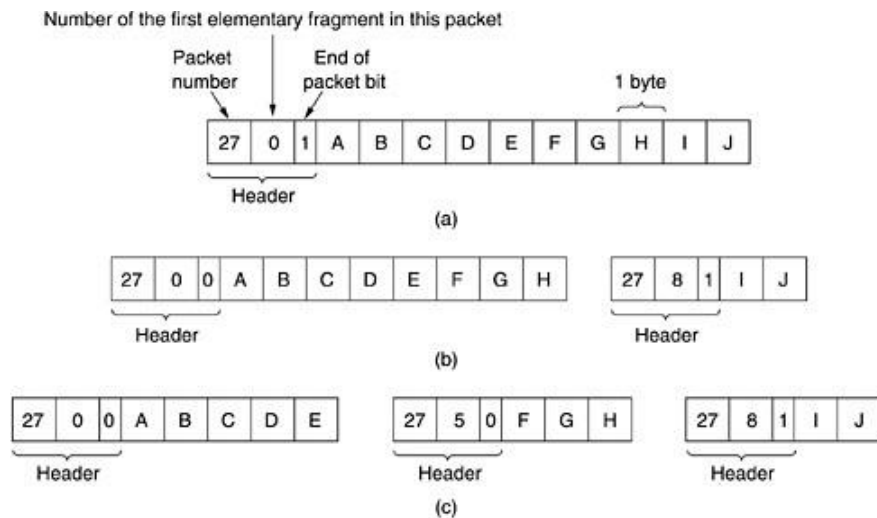 Number of the first elementary fragment in this packet
Packet number
End of packet bit
1 byte
27 0 1 A B C D E F G H I J
Header
(a)
27 0 0 A B C D E F G H
27 8 1 I J
Header
Header
(b)
27 0 0 A B C D E
27 5 0 F G H
27 8 1 I J
Header
Header
Header
(c)